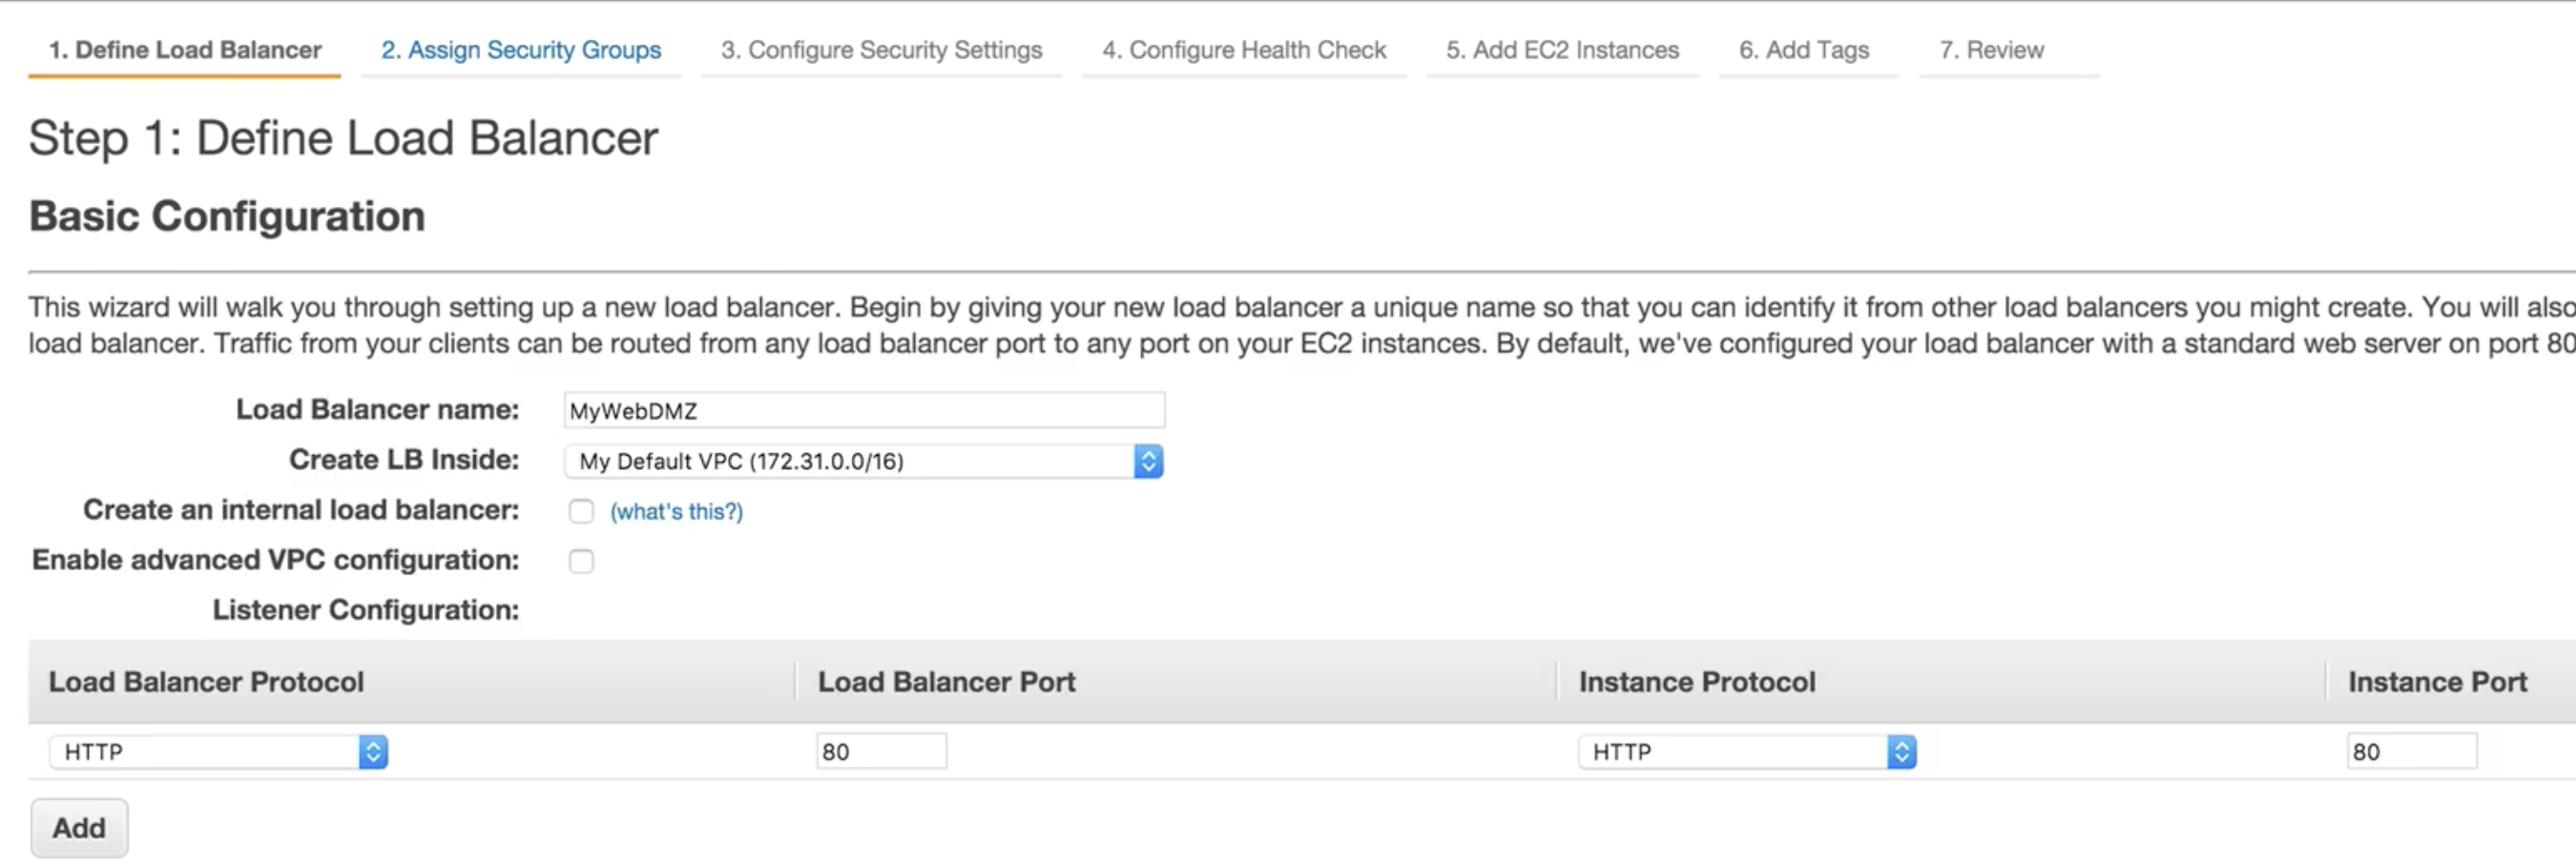 1. Define Load Balancer 2. Assign Security Groups 3. Configure Security Settings 4. Configure Health Check 5. Add EC2 Instances 6. Add Tags 7. Review
Step 1: Define Load Balancer
Basic Configuration
This wizard will walk you through setting up a new load balancer. Begin by giving your new load balancer a unique name so that you can identify it from other load balancers you might create. You will also
load balancer. Traffic from your clients can be routed from any load balancer port to any port on your EC2 instances. By default, we've configured your load balancer with a standard web server on port 80
Load Balancer name: MyWebDMZ
Create LB Inside: My Default VPC (172.31.0.0/16)
Create an internal load balancer: (what's this?)
Enable advanced VPC configuration:
Listener Configuration:
Load Balancer Protocol Load Balancer Port Instance Protocol Instance Port
HTTP 80 HTTP 80
Add